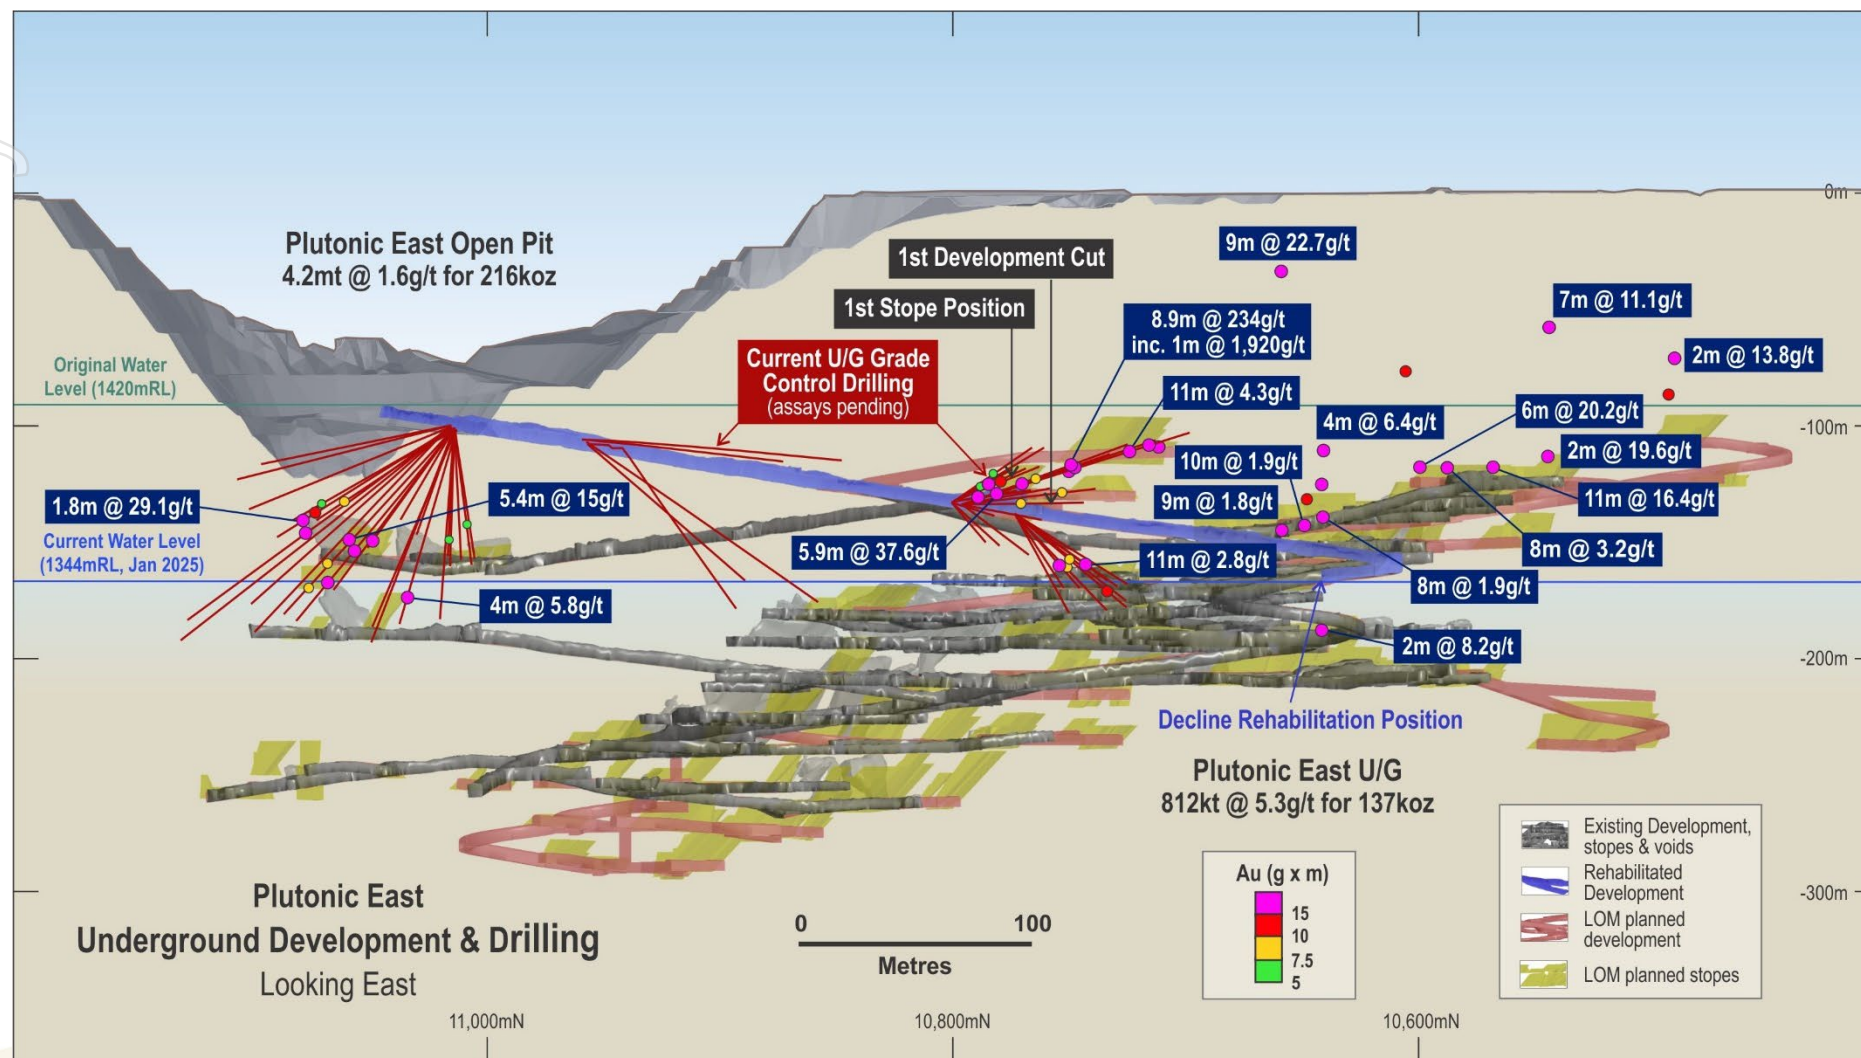 0m
Plutonic East Open Pit
4.2mt @ 1.6g/t for 216koz
9m @ 22.7g/t
1st Development Cut
1st Stope Position
7m @ 11.1g/t
8.9m @ 234g/t
inc. 1m @ 1,920g/t
2m @ 13.8g/t
Original Water
Level (1420mRL)
Current U/G Grade
Control Drilling
(assays pending)
11m @ 4.3g/t
6m @ 20.2g/t
4m @ 6.4g/t
-100m
2m @ 19.6g/t
10m @ 1.9g/t
1.8m @ 29.1g/t
5.4m @ 15g/t
9m @ 1.8g/t
11m @ 16.4g/t
Current Water Level
(1344mRL, Jan 2025)
5.9m @ 37.6g/t
11m @ 2.8g/t
8m @ 3.2g/t
8m @ 1.9g/t
4m @ 5.8g/t
2m @ 8.2g/t
-200m
Decline Rehabilitation Position
Plutonic East U/G
812kt @ 5.3g/t for 137koz
Existing Development,
stopes & voids
Rehabilitated
Development
LOM planned
development
LOM planned stopes
Au (g x m)
15
10
7.5
5
-300m
Plutonic East
Underground Development & Drilling
Looking East
0 100
Metres
11,000mN
10,800mN
10,600mN